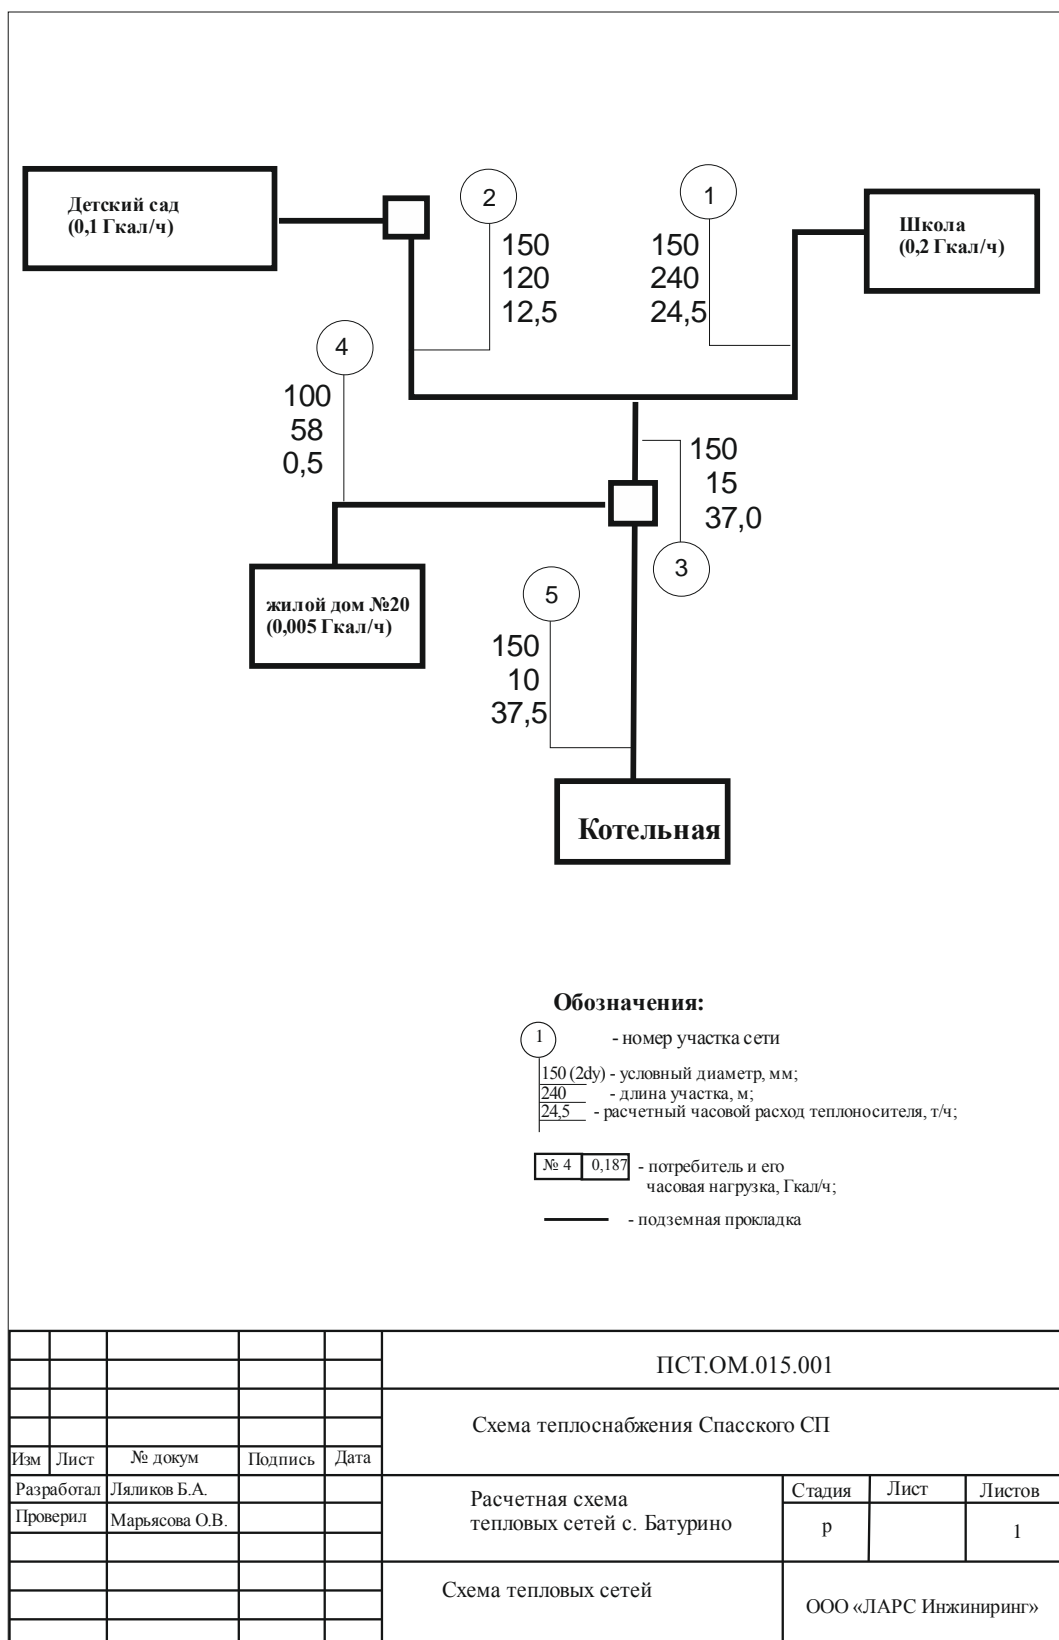 Детский сад
(0,1 Гкал/ч)
2
150
120
12,5
1
150
240
24,5
Школа
(0,2 Гкал/ч)
4
100
58
0,5
150
15
37,0
3
жилой дом №20
(0,005 Гкал/ч)
5
150
10
37,5
Котельная
Обозначения:
1 - номер участка сети
150 (2dy) - условный диаметр, мм;
240 - длина участка, м;
24,5 - расчетный часовой расход теплоносителя, т/ч;
№ 4 0,187 - потребитель и его
часовая нагрузка, Гкал/ч;
- подземная прокладка
ПСТ.ОМ.015.001
Схема теплоснабжения Спасского СП
Изм Лист № докум Подпись Дата
Разработал Ляликов Б.А.
Проверил Марьясова О.В.
Расчетная схема
тепловых сетей с. Батурино
Стадия Лист Листов
р 1
Схема тепловых сетей
ООО «ЛАРС Инжиниринг»